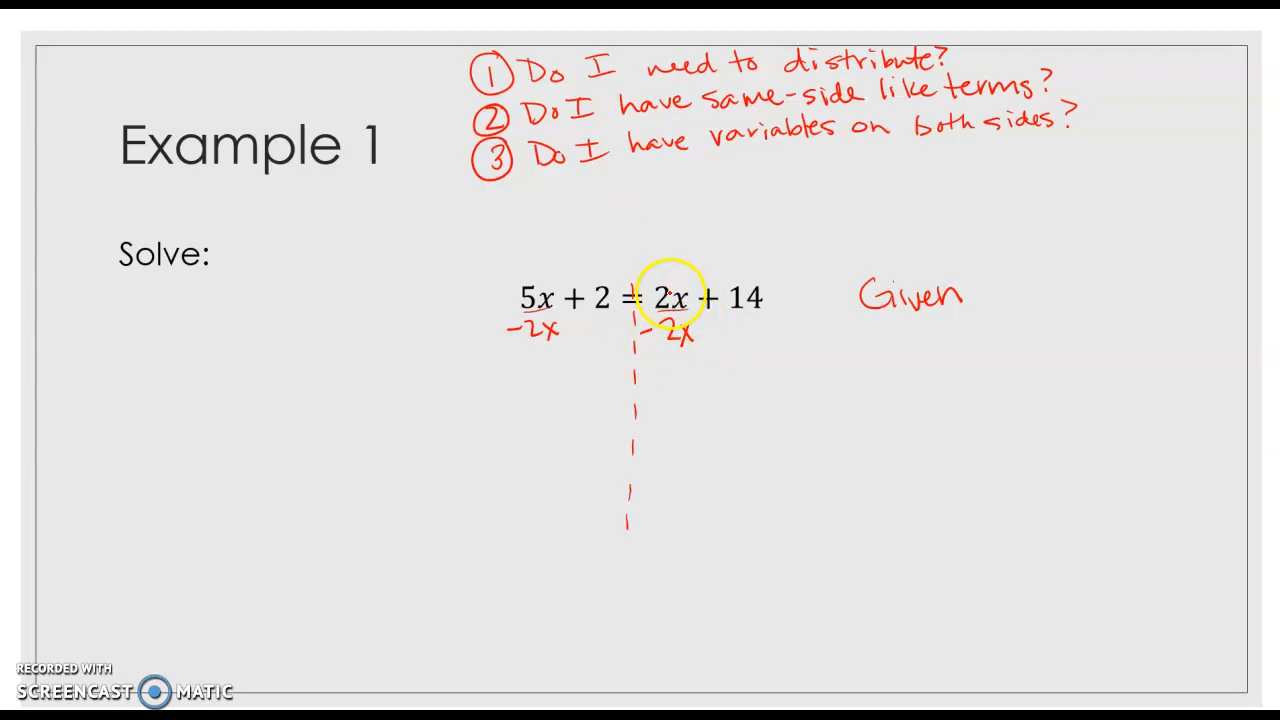 ① Do I need to distribute?
② Do I have same-side like terms?
③ Do I have variables on both sides?
Example 1
Solve:
5x + 2 = 2x + 14 Given
-2x -2x
RECORDED WITH
SCREENCAST MATIC